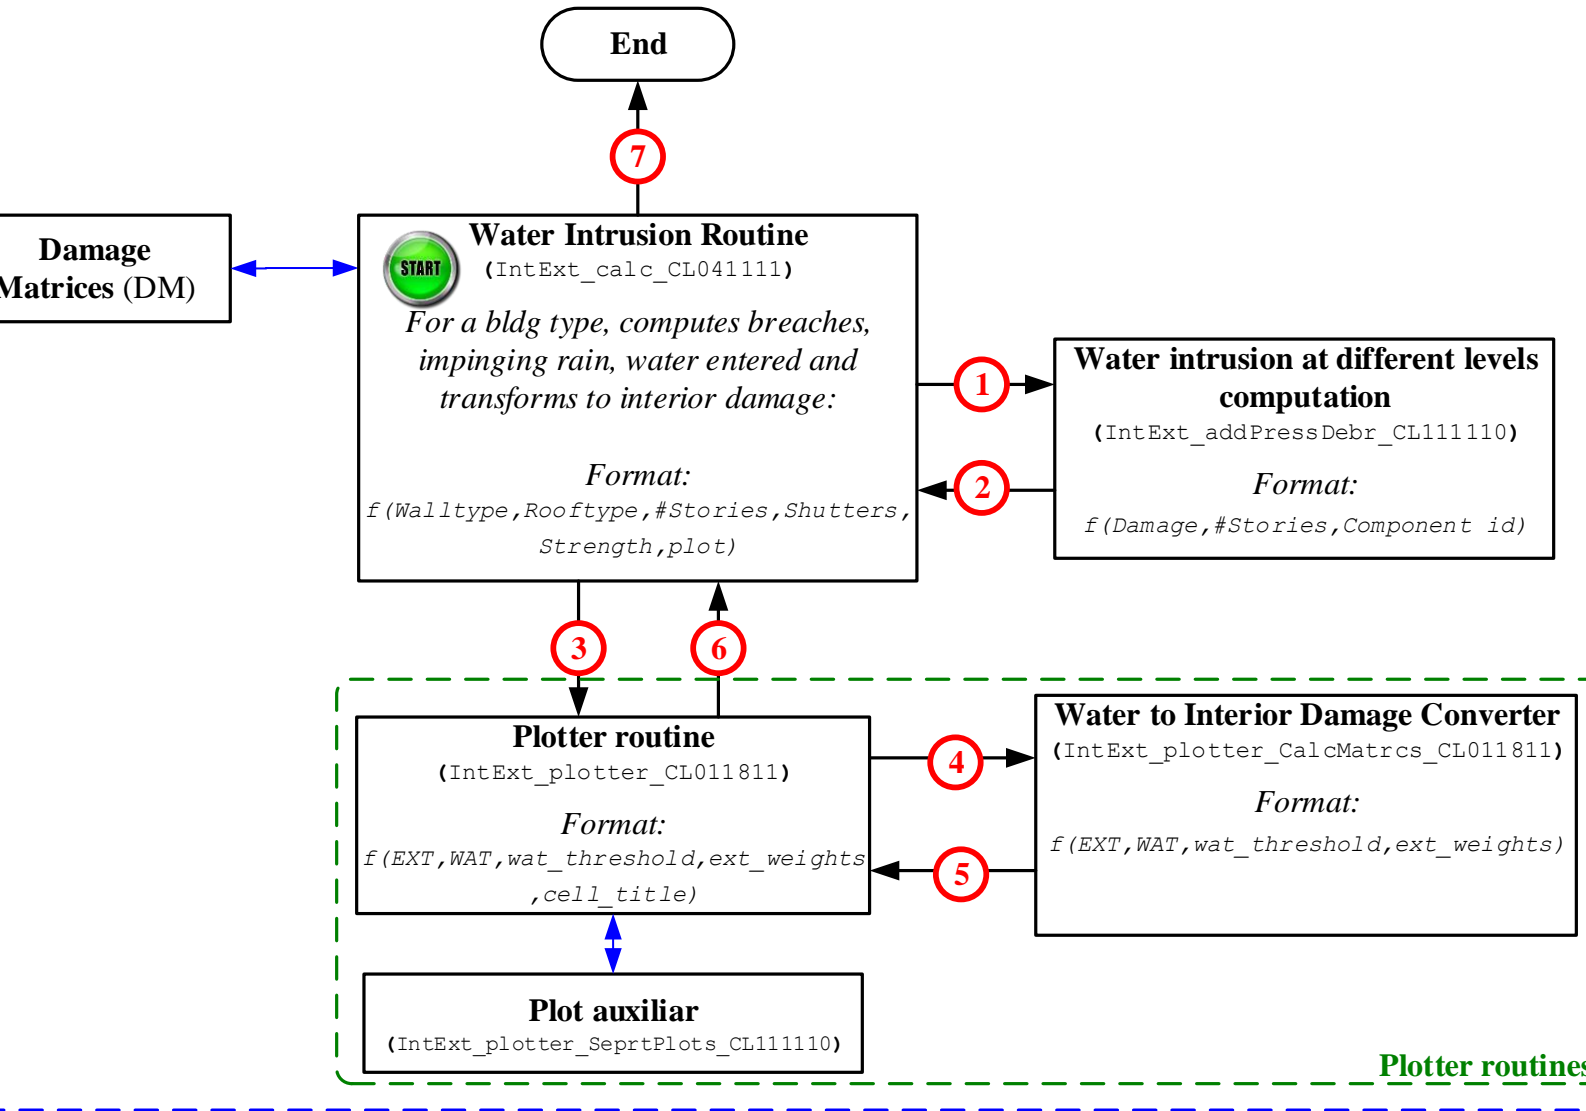 End
7
Damage
Matrices (DM)
START
Water Intrusion Routine
(IntExt_calc_CL041111)
For a bldg type, computes breaches,
impinging rain, water entered and
transforms to interior damage:
Format:
f(Walltype,Rooftype,#Stories,Shutters,
Strength,plot)
1
2
Water intrusion at different levels
computation
(IntExt_addPressDebr_CL111110)
Format:
f(Damage,#Stories,Component id)
3
6
Plotter routine
(IntExt_plotter_CL011811)
Format:
f(EXT,WAT,wat_threshold,ext_weights
,cell_title)
4
5
Water to Interior Damage Converter
(IntExt_plotter_CalcMatrcs_CL011811)
Format:
f(EXT,WAT,wat_threshold,ext_weights)
Plot auxiliar
(IntExt_plotter_SeprtPlots_CL111110)
Plotter routines